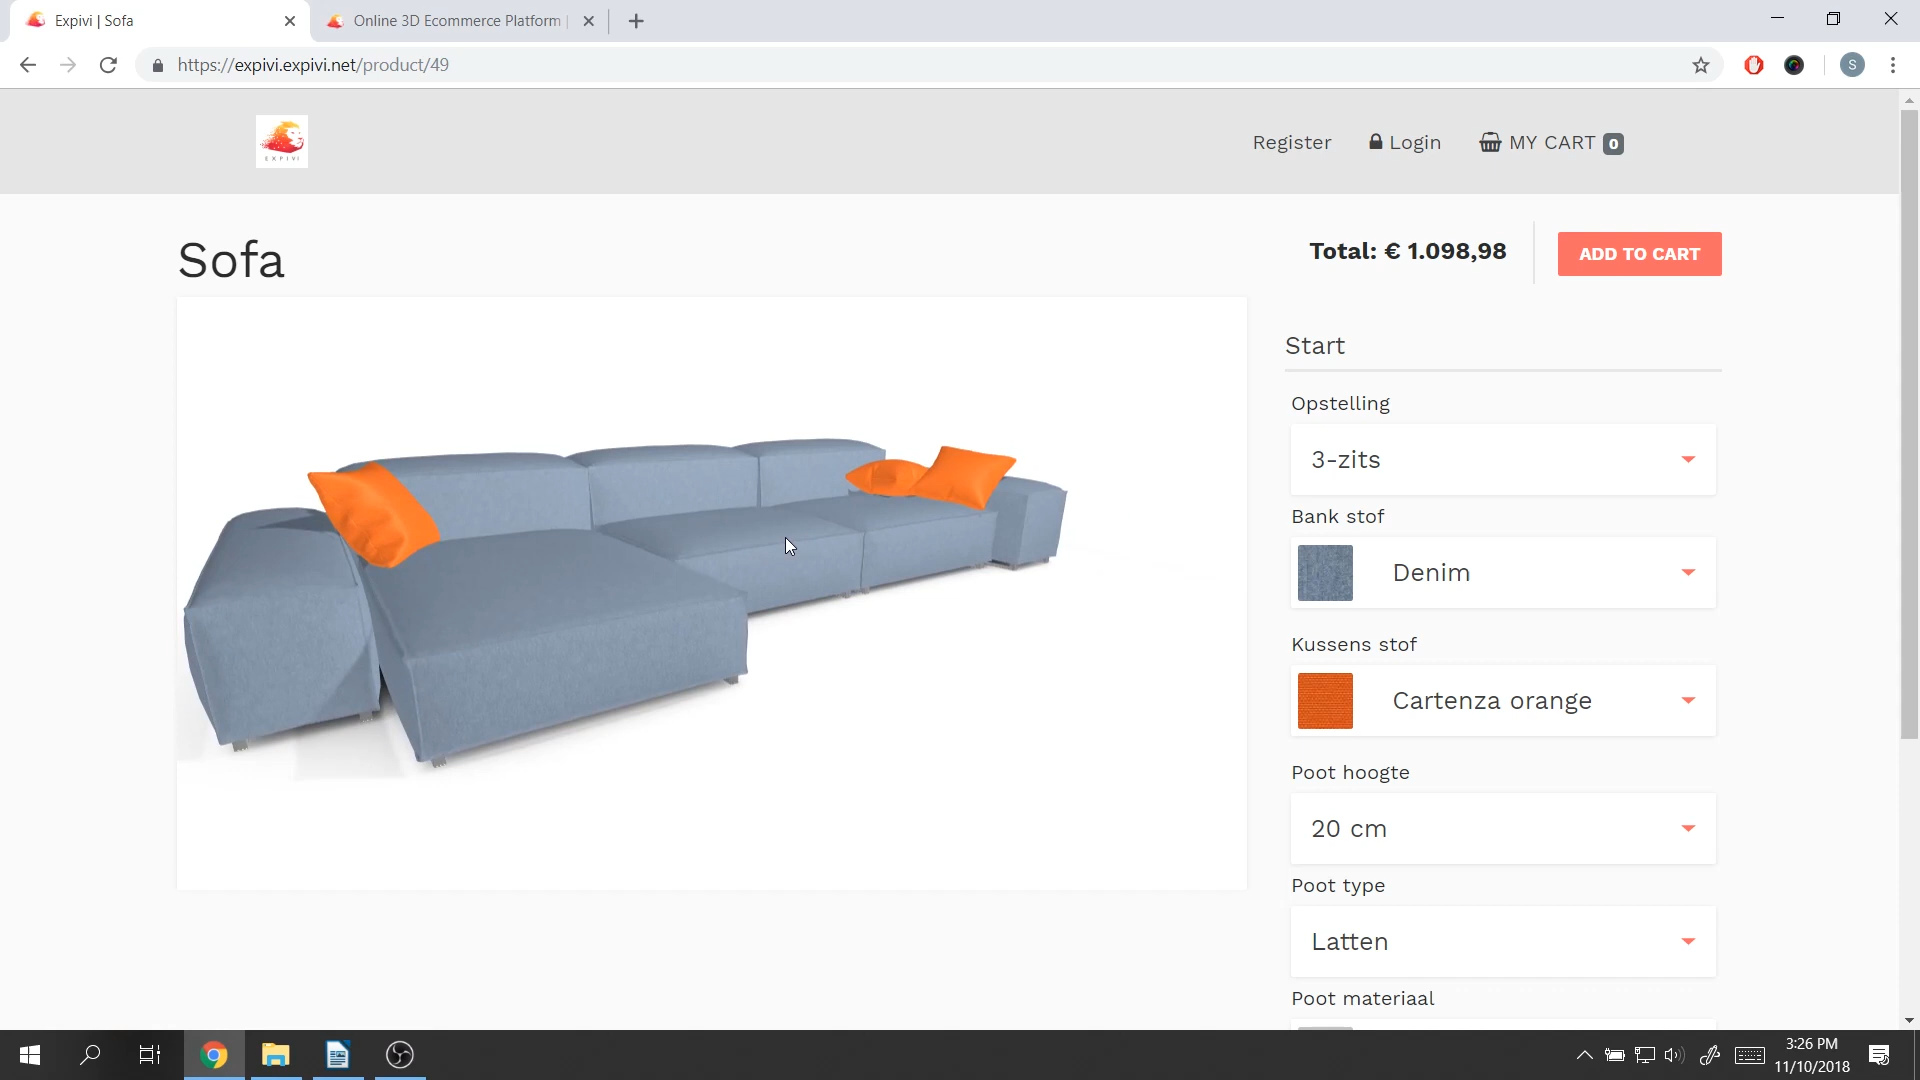 Expivi | Sofa
Online 3D Ecommerce Platform |
https://expivi.expivi.net/product/49
S
EXPIVI
Register
Login
MY CART 0
Sofa
Total: € 1.098,98
ADD TO CART
Start
Opstelling
3-zits
Bank stof
Denim
Kussens stof
Cartenza orange
Poot hoogte
20 cm
Poot type
Latten
Poot materiaal
3:26 PM
11/10/2018